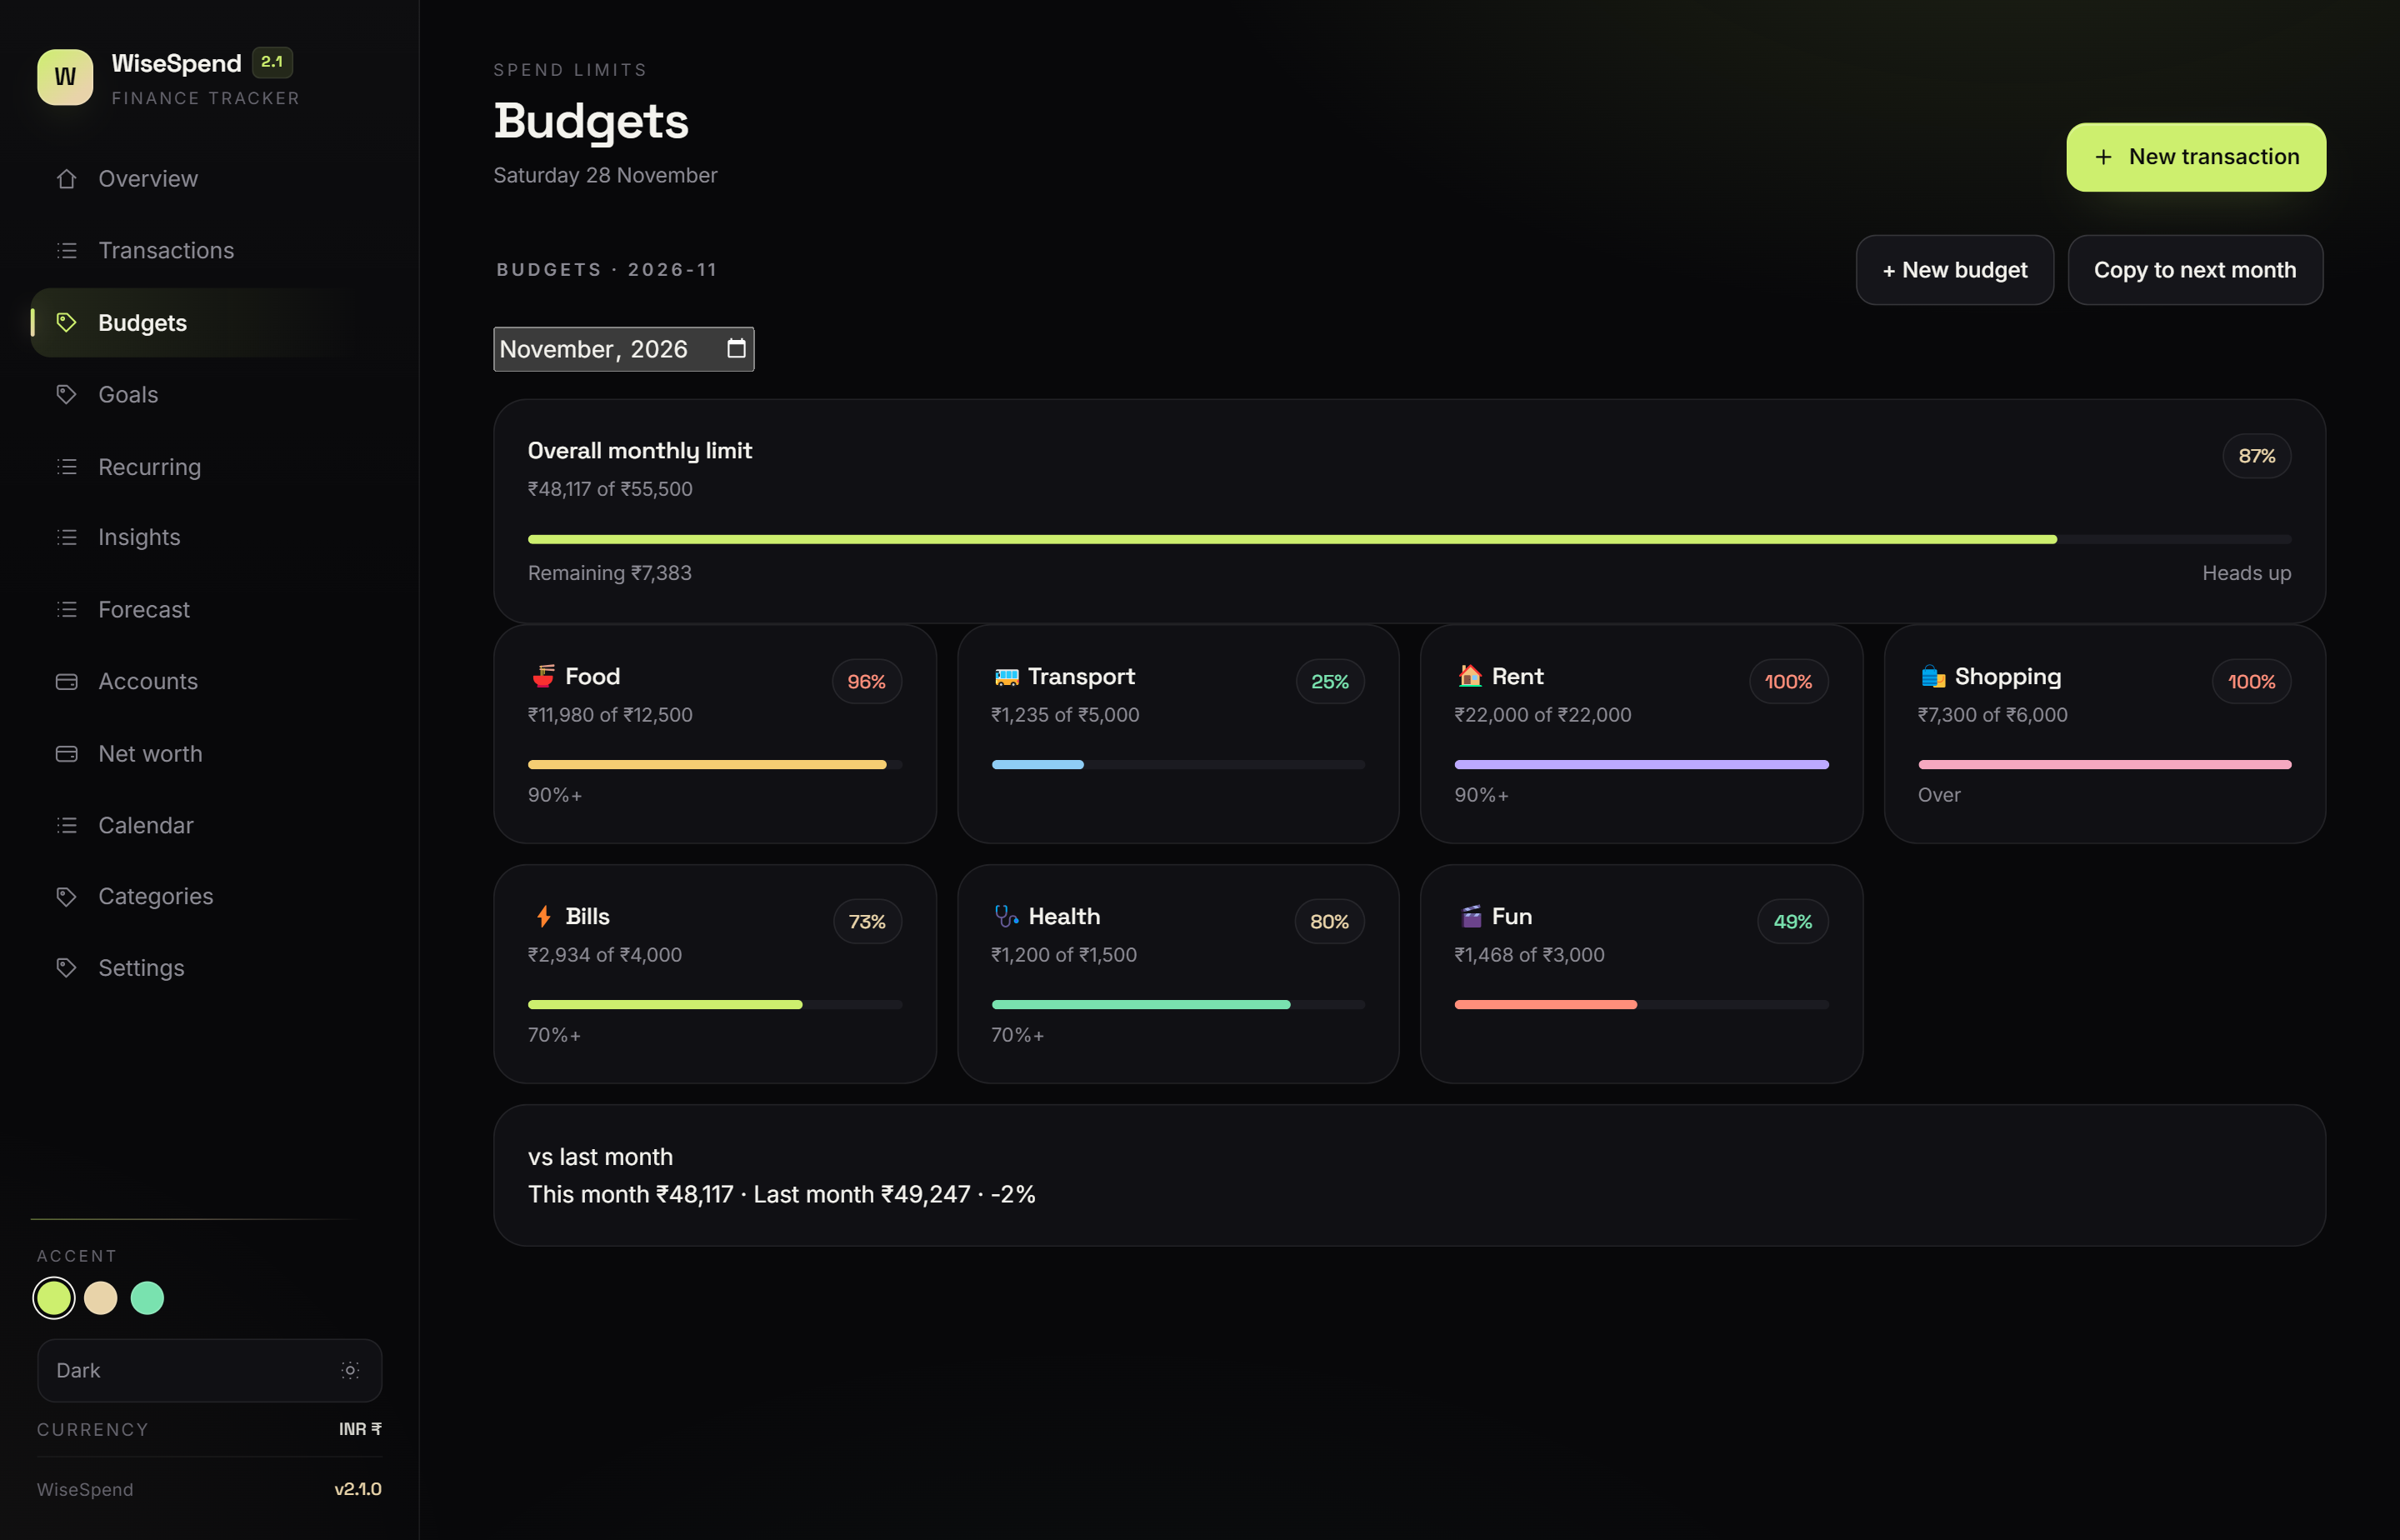 W
WiseSpend 2.1
FINANCE TRACKER
Overview
Transactions
Budgets
Goals
Recurring
Insights
Forecast
Accounts
Net worth
Calendar
Categories
Settings
ACCENT
Dark
CURRENCY INR ₹
WiseSpend v2.1.0
SPEND LIMITS
Budgets
Saturday 28 November
+ New transaction
BUDGETS · 2026-11
+ New budget
Copy to next month
November, 2026
Overall monthly limit 87%
₹48,117 of ₹55,500
Remaining ₹7,383 Heads up
Food 96%
₹11,980 of ₹12,500
90%+
Transport 25%
₹1,235 of ₹5,000
Rent 100%
₹22,000 of ₹22,000
90%+
Shopping 100%
₹7,300 of ₹6,000
Over
Bills 73%
₹2,934 of ₹4,000
70%+
Health 80%
₹1,200 of ₹1,500
70%+
Fun 49%
₹1,468 of ₹3,000
vs last month
This month ₹48,117 · Last month ₹49,247 · -2%